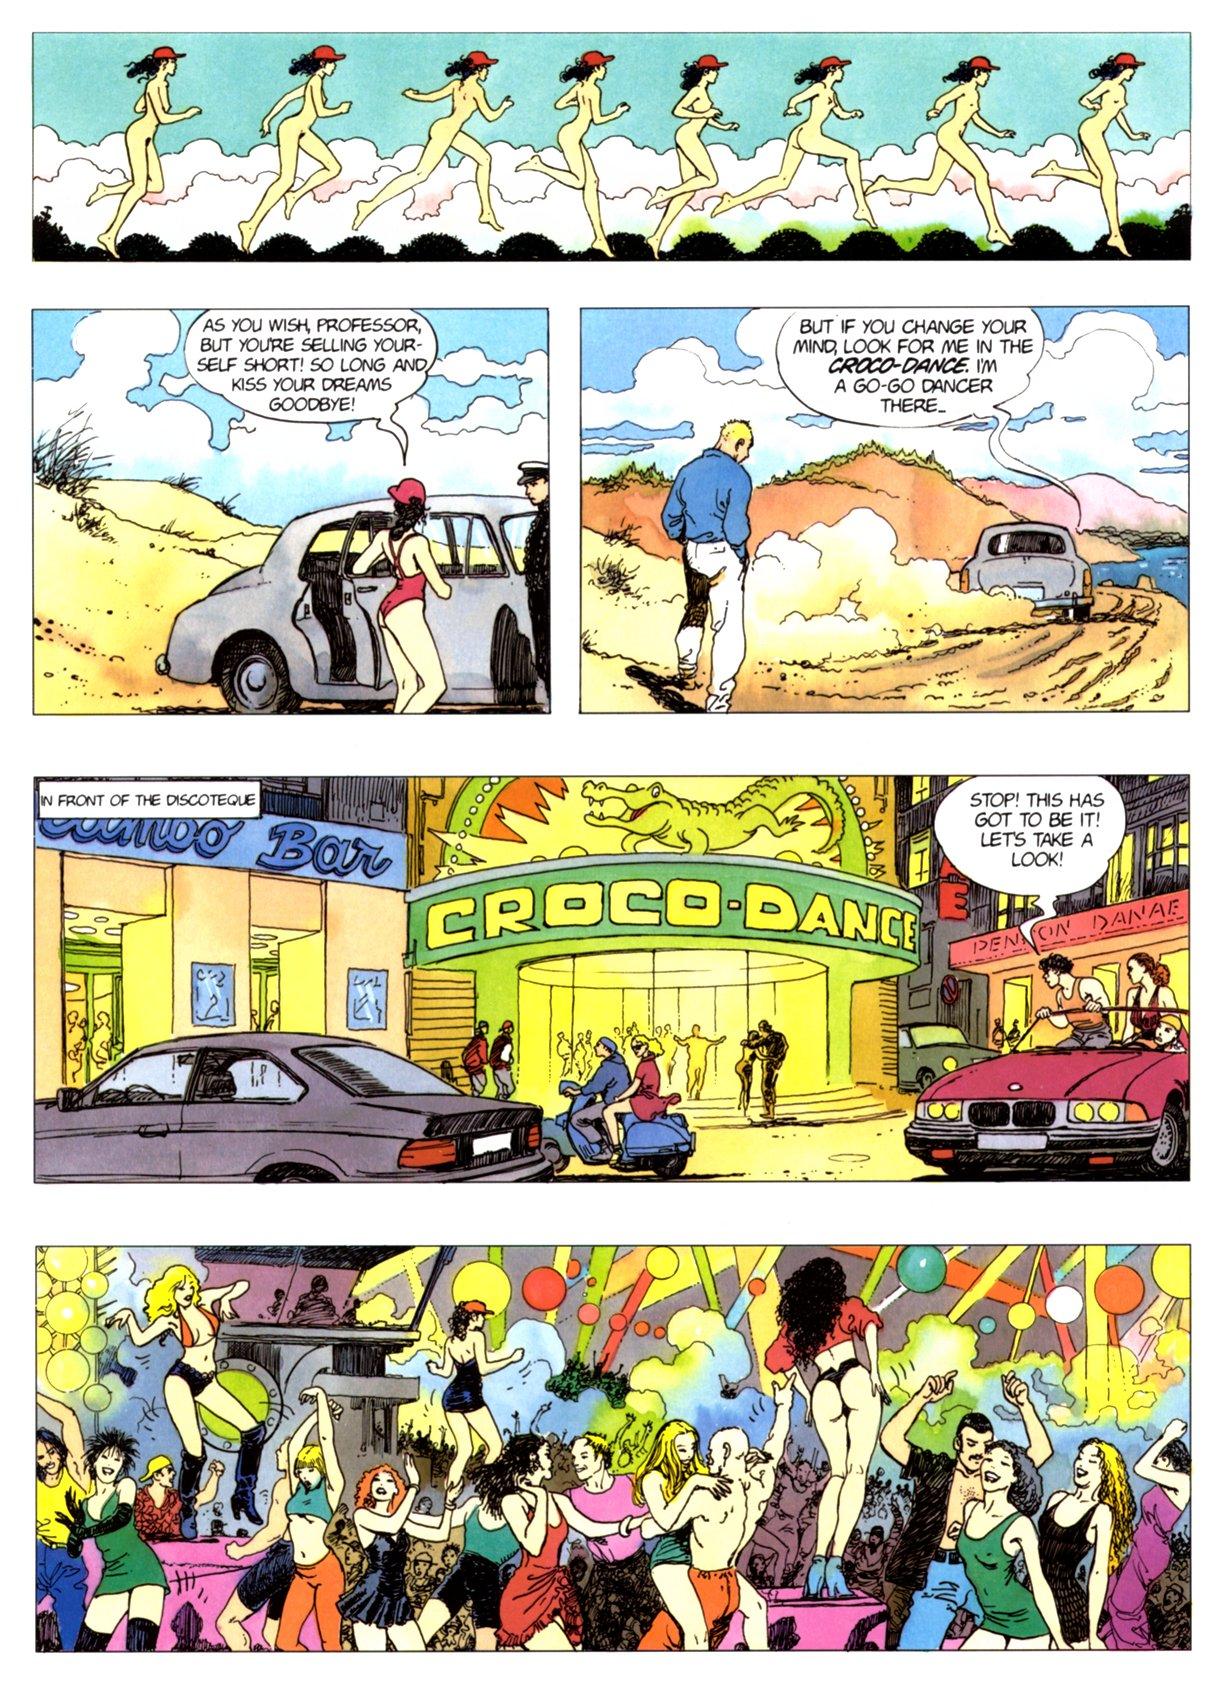 AS YOU WISH, PROFESSOR,
BUT YOU'RE SELLING YOUR-
SELF SHORT! SO LONG AND
KISS YOUR DREAMS
GOODBYE!
BUT IF YOU CHANGE YOUR
MIND, LOOK FOR ME IN THE
CROCO-DANCE. I'M
A GO-GO DANCER
THERE...
IN FRONT OF THE DISCOTEQUE
Bar
CROCO-DANCE
STOP! THIS HAS
GOT TO BE IT!
LET'S TAKE A
LOOK!
DANAE